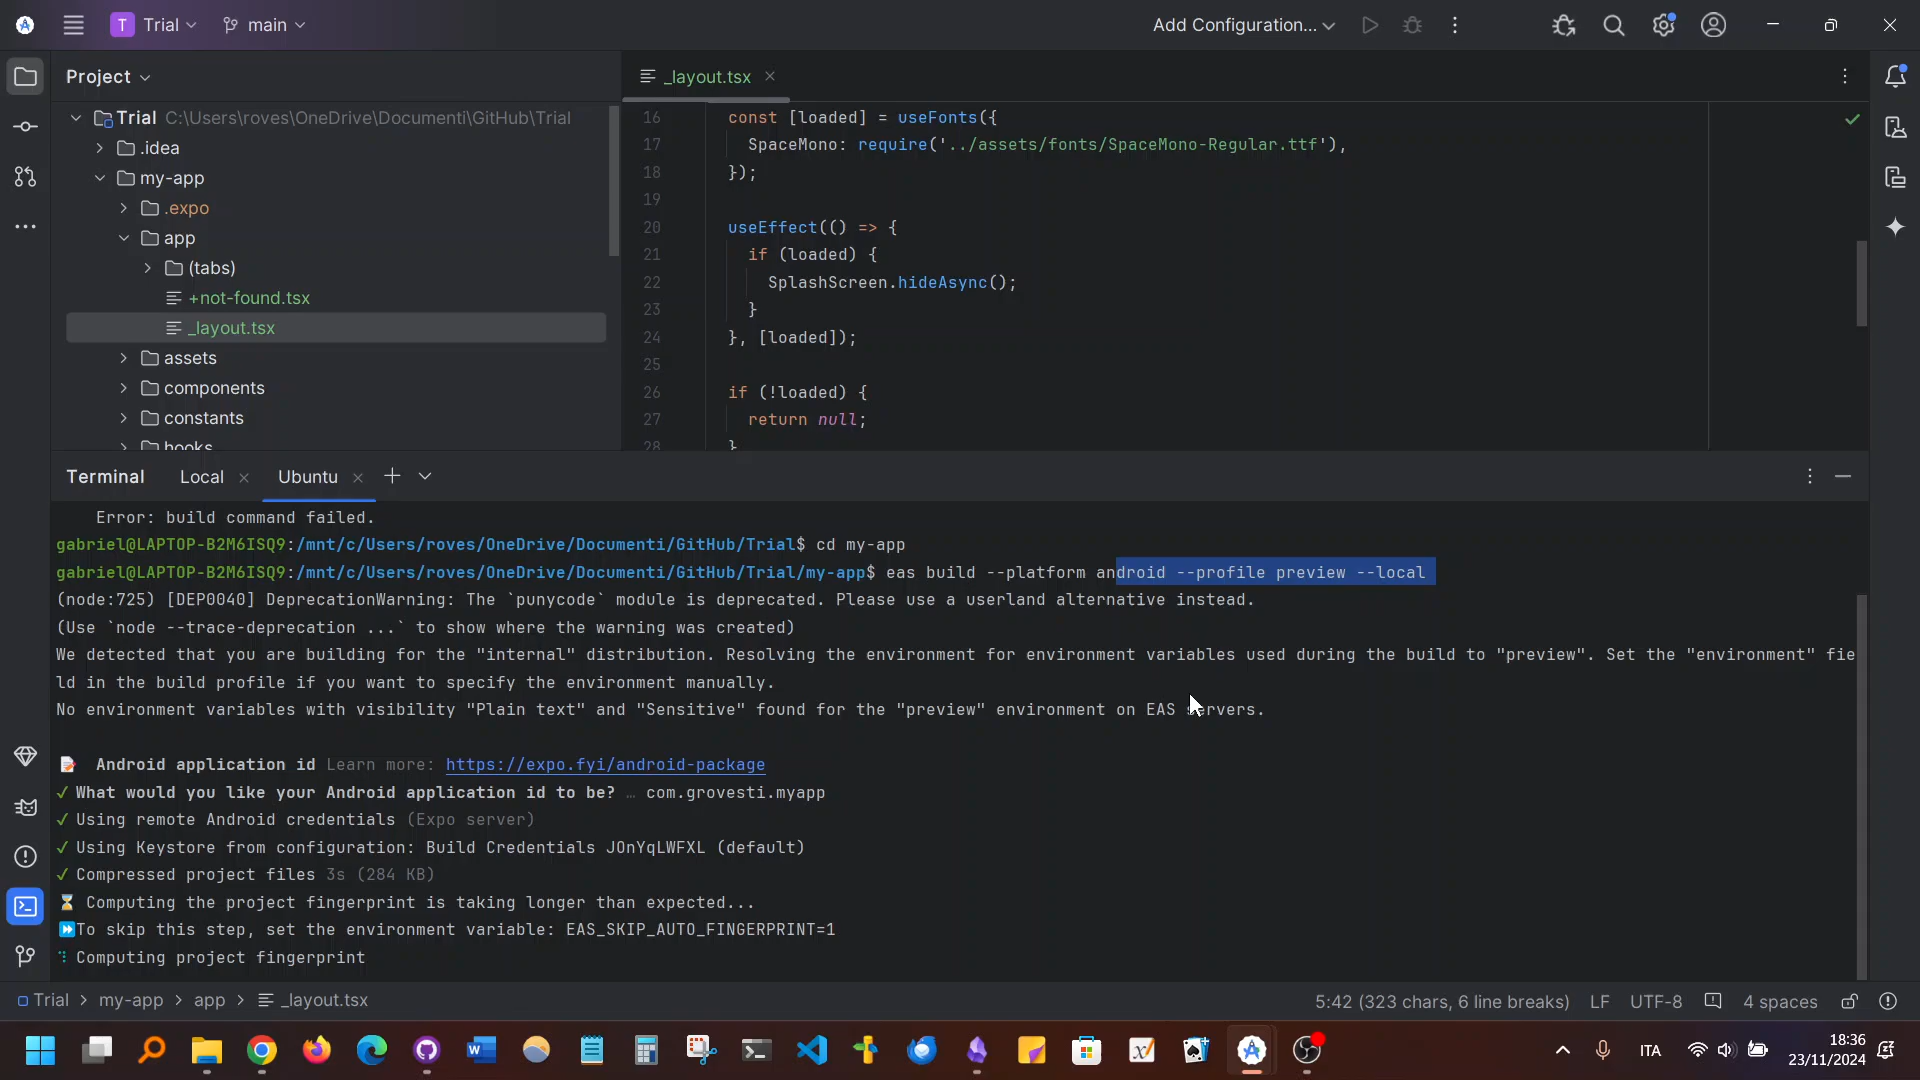 T Trial main Add Configuration...
Project
_layout.tsx
Trial C:\Users\roves\OneDrive\Documenti\GitHub\Trial
.idea
my-app
.expo
app
(tabs)
+not-found.tsx
_layout.tsx
assets
components
constants
hooks
16 const [loaded] = useFonts({
17 SpaceMono: require('../assets/fonts/SpaceMono-Regular.ttf'),
18 });
19
20 useEffect(() => {
21 if (loaded) {
22 SplashScreen.hideAsync();
23 }
24 }, [loaded]);
25
26 if (!loaded) {
27 return null;
28 }
Terminal Local Ubuntu
Error: build command failed.
gabriel@LAPTOP-B2M6ISQ9:/mnt/c/Users/roves/OneDrive/Documenti/GitHub/Trial$ cd my-app
gabriel@LAPTOP-B2M6ISQ9:/mnt/c/Users/roves/OneDrive/Documenti/GitHub/Trial/my-app$ eas build --platform android --profile preview --local
(node:725) [DEP0040] DeprecationWarning: The `punycode` module is deprecated. Please use a userland alternative instead.
(Use `node --trace-deprecation ...` to show where the warning was created)
We detected that you are building for the "internal" distribution. Resolving the environment for environment variables used during the build to "preview". Set the "environment" fie
ld in the build profile if you want to specify the environment manually.
No environment variables with visibility "Plain text" and "Sensitive" found for the "preview" environment on EAS servers.
📝 Android application id Learn more: https://expo.fyi/android-package
✓ What would you like your Android application id to be? … com.grovesti.myapp
✓ Using remote Android credentials (Expo server)
✓ Using Keystore from configuration: Build Credentials JOnYqLWFXL (default)
✓ Compressed project files 3s (284 KB)
⌛ Computing the project fingerprint is taking longer than expected...
⏩ To skip this step, set the environment variable: EAS_SKIP_AUTO_FINGERPRINT=1
Computing project fingerprint
Trial > my-app > app > _layout.tsx 5:42 (323 chars, 6 line breaks) LF UTF-8 4 spaces
ITA 18:36
23/11/2024